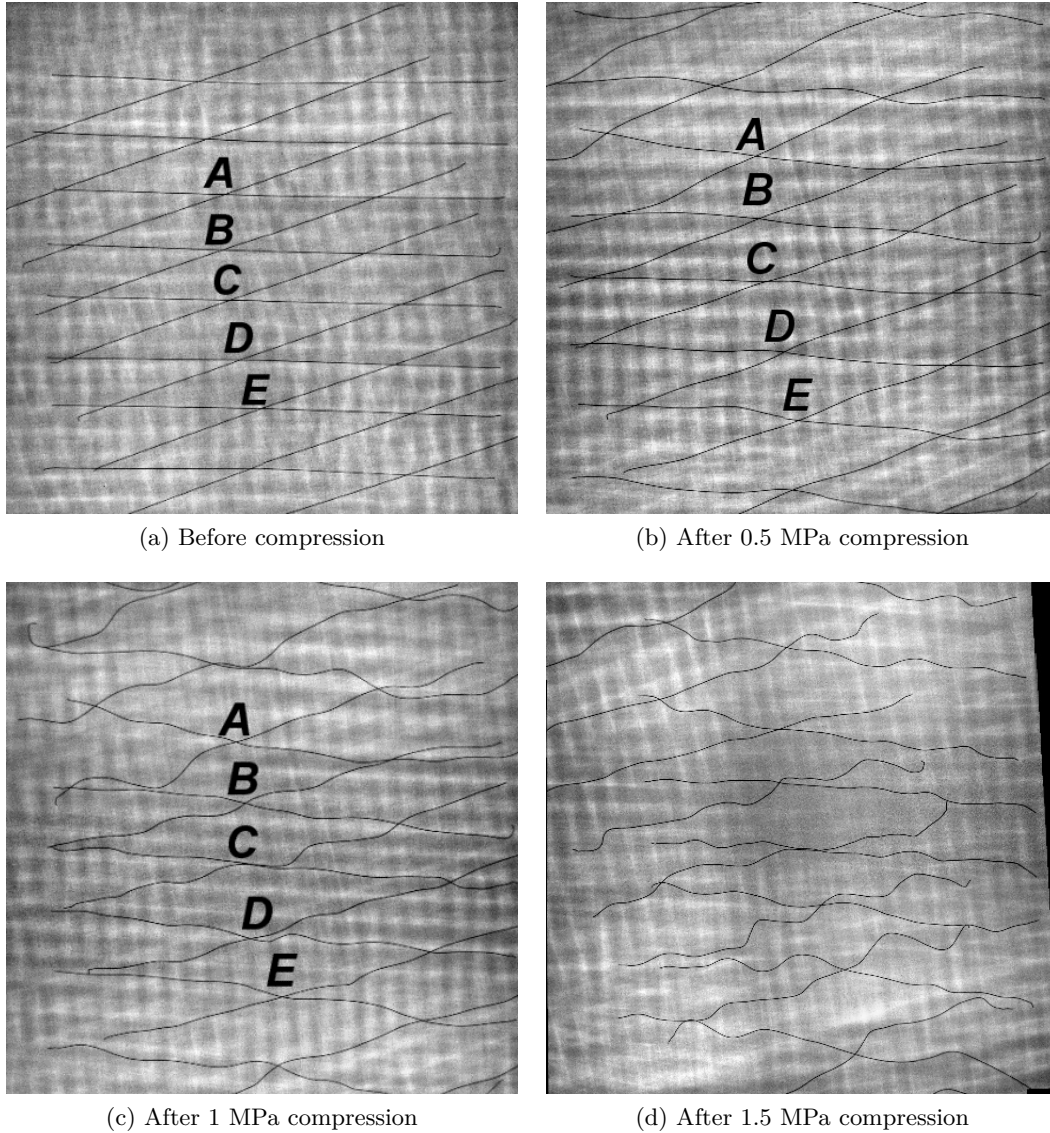 A
B
C
D
E
(a) Before compression
A
B
C
D
E
(b) After 0.5 MPa compression
A
B
C
D
E
(c) After 1 MPa compression
(d) After 1.5 MPa compression